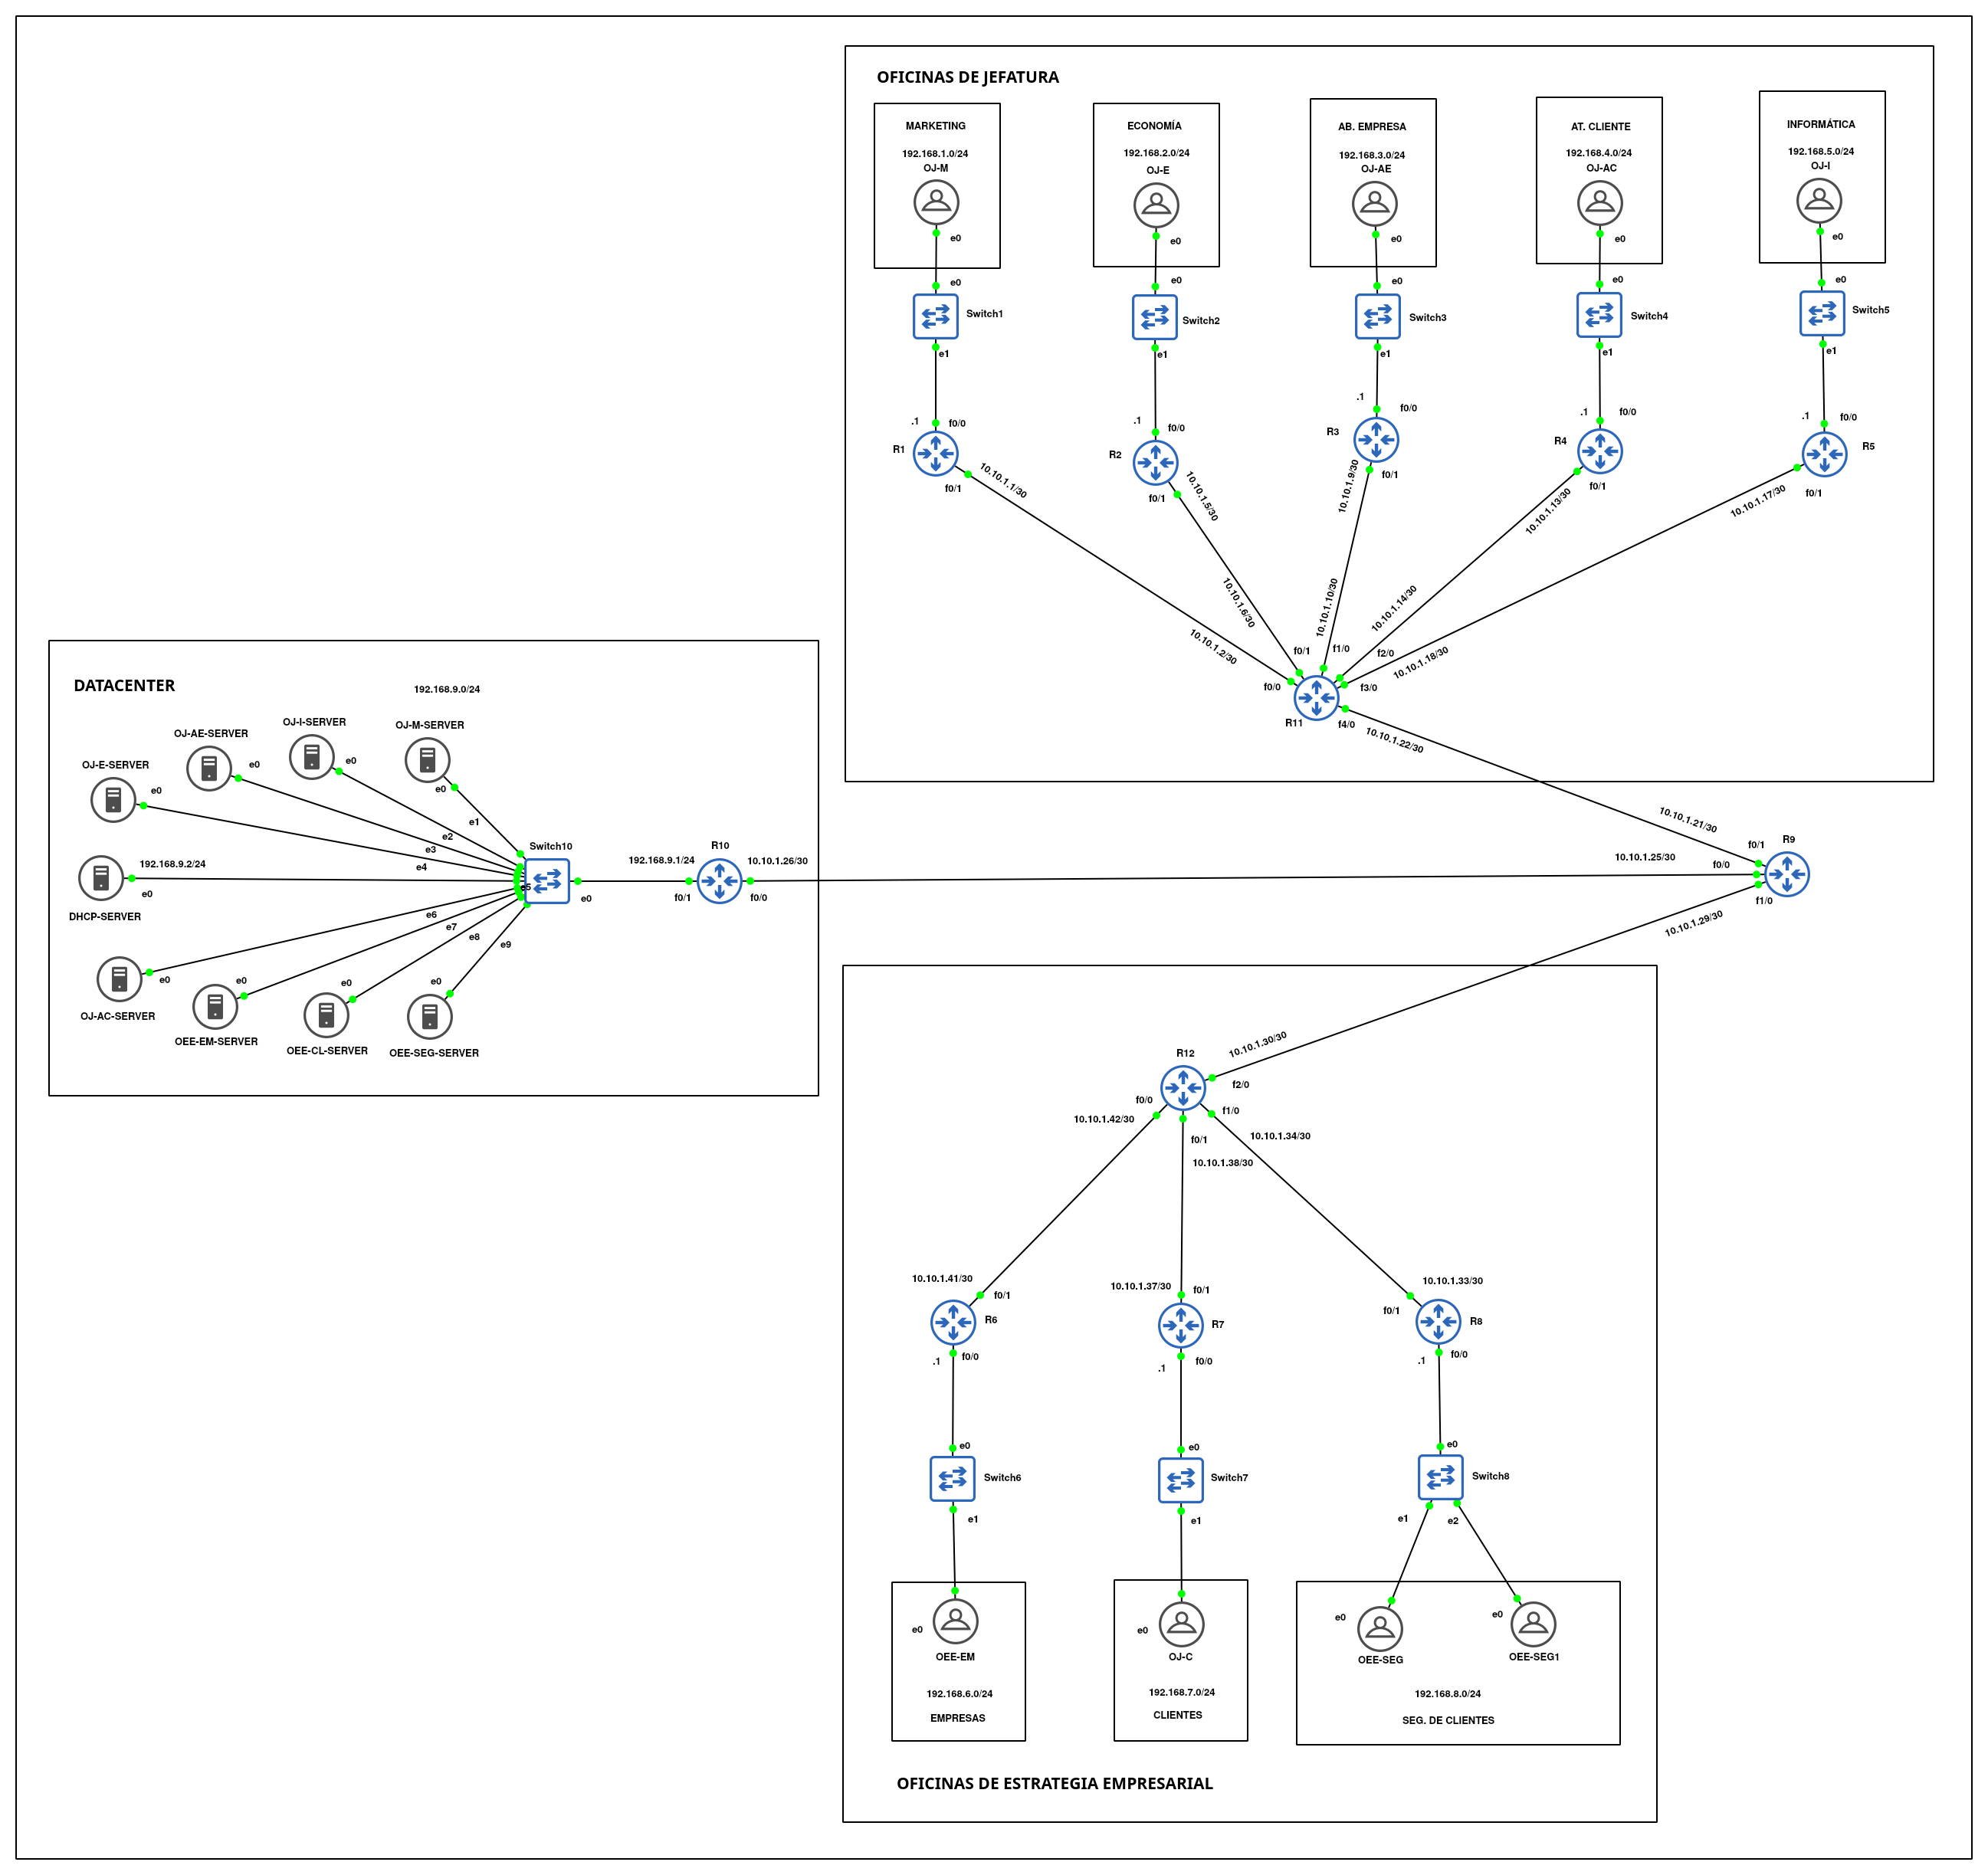 OFICINAS DE JEFATURA
MARKETING
192.168.1.0/24
OJ-M
e0
e0
Switch1
e1
.1
f0/0
R1
f0/1
10.10.1.1/30
ECONOMÍA
192.168.2.0/24
OJ-E
e0
e0
Switch2
e1
.1
f0/0
R2
f0/1
10.10.1.5/30
AB. EMPRESA
192.168.3.0/24
OJ-AE
e0
e0
Switch3
e1
.1
f0/0
R3
f0/1
10.10.1.9/30
AT. CLIENTE
192.168.4.0/24
OJ-AC
e0
e0
Switch4
e1
.1
f0/0
R4
f0/1
10.10.1.13/30
INFORMÁTICA
192.168.5.0/24
OJ-I
e0
e0
Switch5
e1
.1
f0/0
R5
f0/1
10.10.1.17/30
10.10.1.2/30
10.10.1.6/30
10.10.1.10/30
10.10.1.14/30
10.10.1.18/30
f0/0
f0/1
f1/0
f2/0
f3/0
R11
f4/0
10.10.1.22/30
DATACENTER
192.168.9.0/24
OJ-M-SERVER
e0
e1
OJ-I-SERVER
e0
e2
OJ-AE-SERVER
e0
e3
OJ-E-SERVER
e0
e4
192.168.9.2/24
e0
DHCP-SERVER
e5
Switch10
e0
192.168.9.1/24
f0/1
R10
10.10.1.26/30
f0/0
e6
e7
e8
e9
e0
OJ-AC-SERVER
e0
OEE-EM-SERVER
e0
OEE-CL-SERVER
e0
OEE-SEG-SERVER
10.10.1.21/30
f0/1
R9
10.10.1.25/30
f0/0
f1/0
10.10.1.29/30
R12
10.10.1.30/30
f2/0
f0/0
f1/0
10.10.1.42/30
f0/1
10.10.1.34/30
10.10.1.38/30
10.10.1.41/30
f0/1
R6
.1
f0/0
e0
Switch6
e1
e0
OEE-EM
192.168.6.0/24
EMPRESAS
10.10.1.37/30
f0/1
R7
.1
f0/0
e0
Switch7
e1
e0
OJ-C
192.168.7.0/24
CLIENTES
10.10.1.33/30
f0/1
R8
.1
f0/0
e0
Switch8
e1
e2
e0
OEE-SEG
e0
OEE-SEG1
192.168.8.0/24
SEG. DE CLIENTES
OFICINAS DE ESTRATEGIA EMPRESARIAL